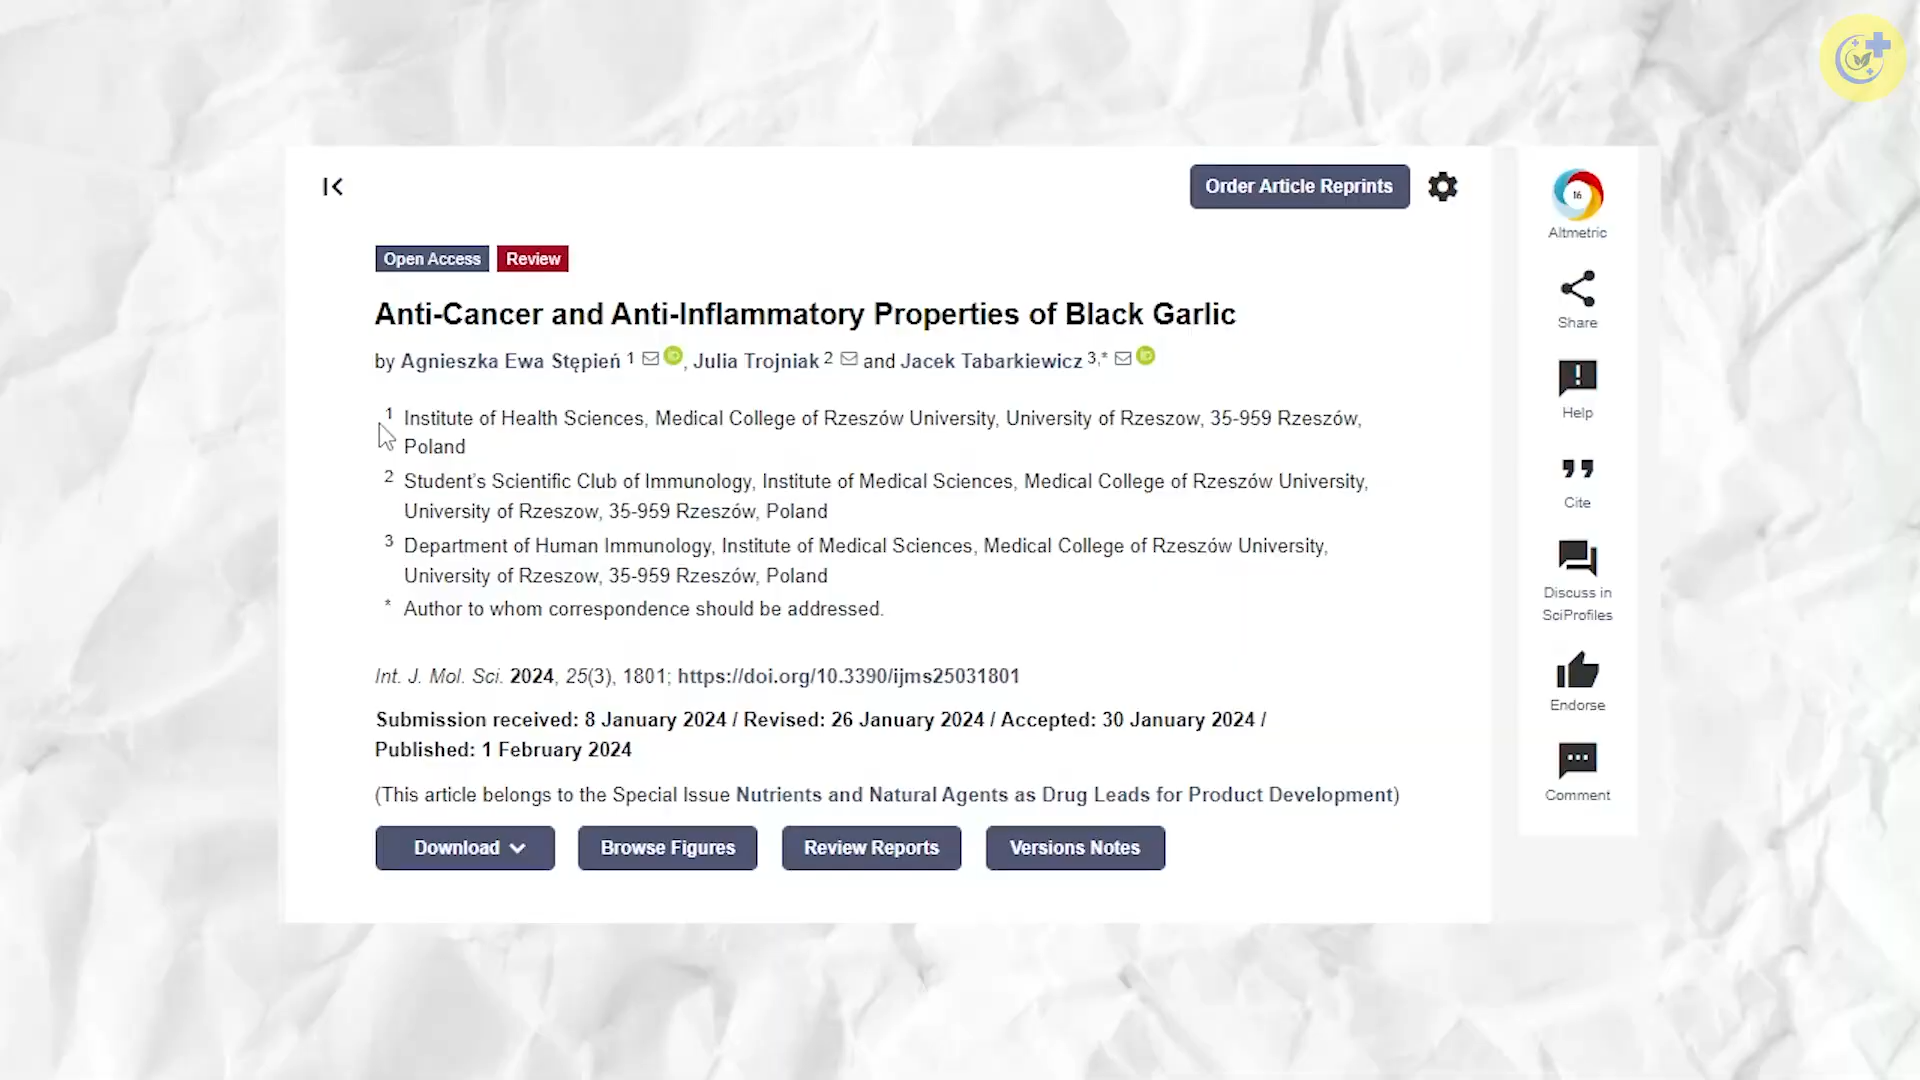 Order Article Reprints
Open Access Review
Anti-Cancer and Anti-Inflammatory Properties of Black Garlic
by Agnieszka Ewa Stępień 1 iD, Julia Trojniak 2 and Jacek Tabarkiewicz 3,* iD
1 Institute of Health Sciences, Medical College of Rzeszów University, University of Rzeszow, 35-959 Rzeszów,
Poland
2 Student's Scientific Club of Immunology, Institute of Medical Sciences, Medical College of Rzeszów University,
University of Rzeszow, 35-959 Rzeszów, Poland
3 Department of Human Immunology, Institute of Medical Sciences, Medical College of Rzeszów University,
University of Rzeszow, 35-959 Rzeszów, Poland
* Author to whom correspondence should be addressed.
Int. J. Mol. Sci. 2024, 25(3), 1801; https://doi.org/10.3390/ijms25031801
Submission received: 8 January 2024 / Revised: 26 January 2024 / Accepted: 30 January 2024 /
Published: 1 February 2024
(This article belongs to the Special Issue Nutrients and Natural Agents as Drug Leads for Product Development)
Download Browse Figures Review Reports Versions Notes
16
Altmetric
Share
Help
Cite
Discuss in
SciProfiles
Endorse
Comment